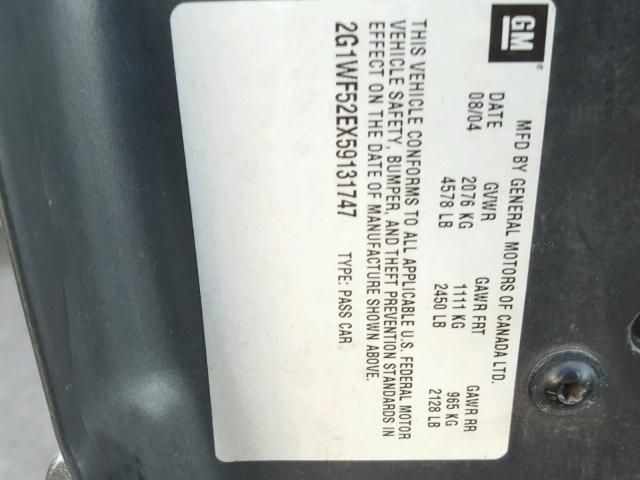 GM
MFD BY GENERAL MOTORS OF CANADA LTD.
DATE GVWR GAWR FRT GAWR RR
08/04 2076 KG 1111 KG 965 KG
4578 LB 2450 LB 2128 LB
THIS VEHICLE CONFORMS TO ALL APPLICABLE U.S. FEDERAL MOTOR
VEHICLE SAFETY, BUMPER, AND THEFT PREVENTION STANDARDS IN
EFFECT ON THE DATE OF MANUFACTURE SHOWN ABOVE.
2G1WF52EX59131747 TYPE: PASS CAR